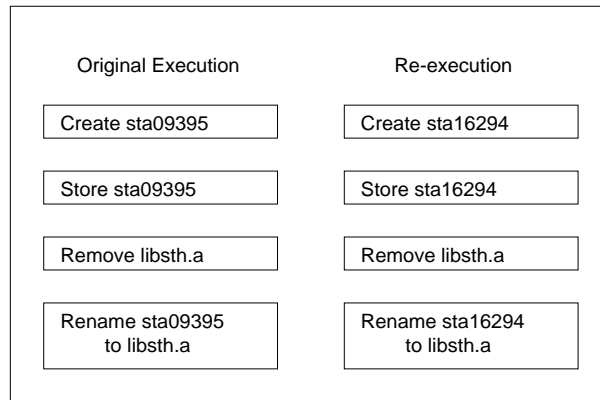 Original Execution
Create sta09395
Store sta09395
Remove libsth.a
Rename sta09395
to libsth.a
Re-execution
Create sta16294
Store sta16294
Remove libsth.a
Rename sta16294
to libsth.a